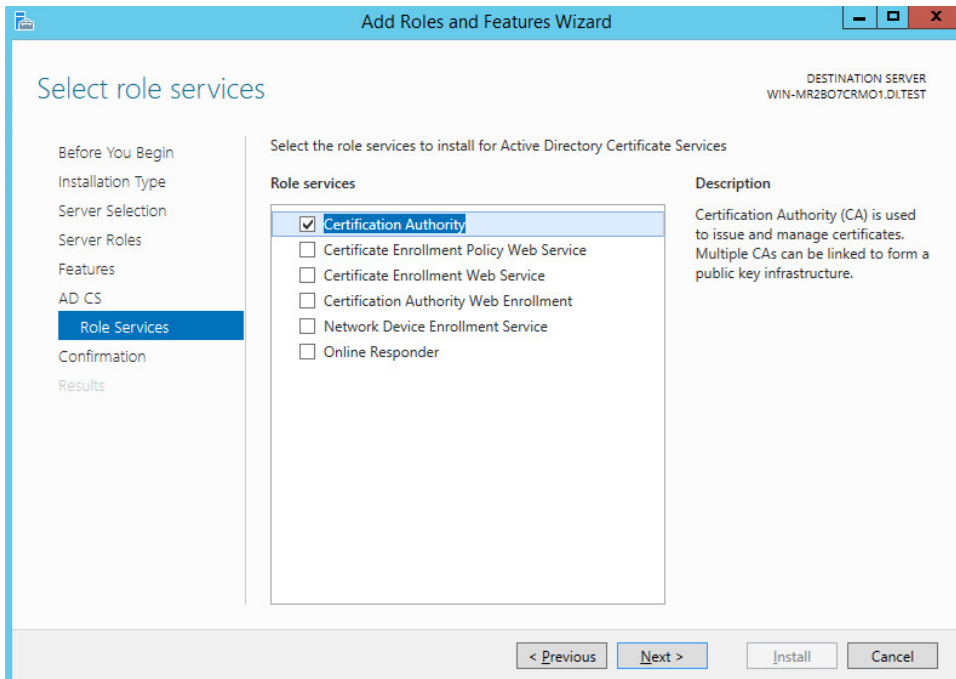 Add Roles and Features Wizard
Select role services
DESTINATION SERVER
WIN-MR2BO7CRMO1.DI.TEST
Before You Begin
Installation Type
Server Selection
Server Roles
Features
AD CS
Role Services
Confirmation
Results
Select the role services to install for Active Directory Certificate Services
Role services
Certification Authority
Certificate Enrollment Policy Web Service
Certificate Enrollment Web Service
Certification Authority Web Enrollment
Network Device Enrollment Service
Online Responder
Description
Certification Authority (CA) is used
to issue and manage certificates.
Multiple CAs can be linked to form a
public key infrastructure.
< Previous
Next >
Install
Cancel